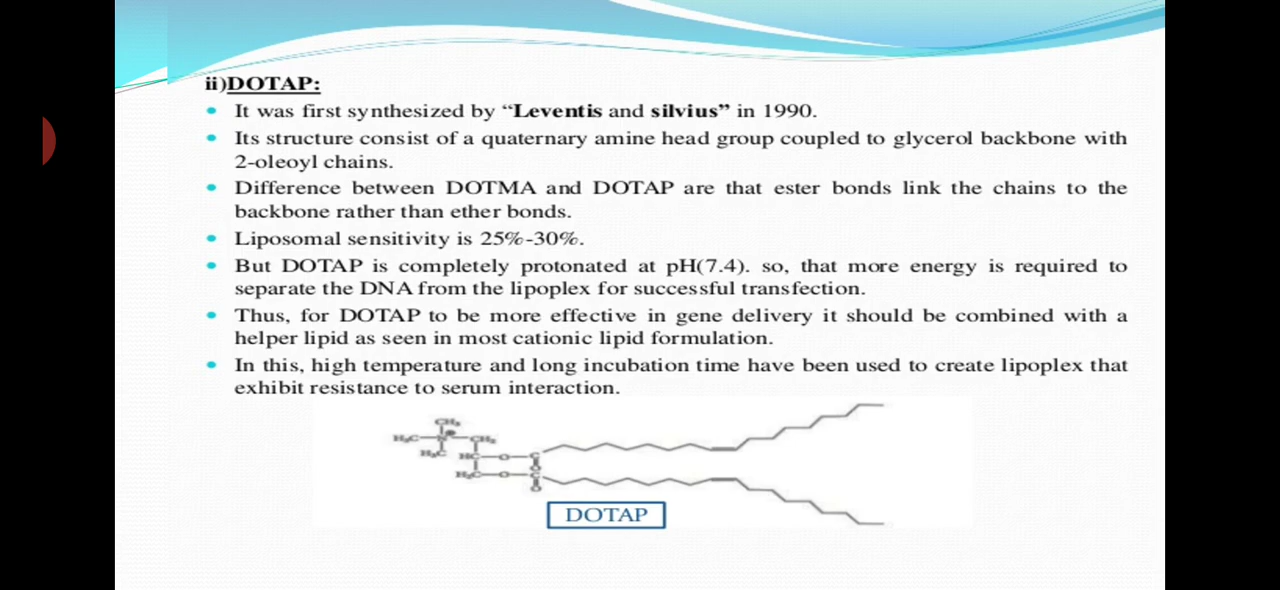 ii)DOTAP:
• It was first synthesized by “Leventis and silvius” in 1990.
• Its structure consist of a quaternary amine head group coupled to glycerol backbone with
2-oleoyl chains.
• Difference between DOTMA and DOTAP are that ester bonds link the chains to the
backbone rather than ether bonds.
• Liposomal sensitivity is 25%-30%.
• But DOTAP is completely protonated at pH(7.4). so, that more energy is required to
separate the DNA from the lipoplex for successful transfection.
• Thus, for DOTAP to be more effective in gene delivery it should be combined with a
helper lipid as seen in most cationic lipid formulation.
• In this, high temperature and long incubation time have been used to create lipoplex that
exhibit resistance to serum interaction.
CH₃
H₃C N CH₂
H₃C HC O C
O
H₂C O C
O
DOTAP